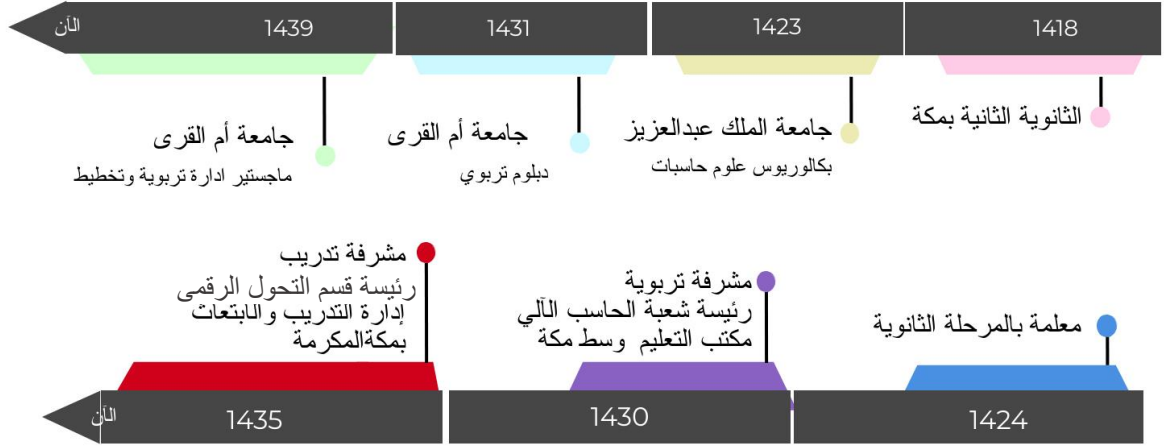 1418
1423
1431
1439
الآن
الثانوية الثانية بمكة
جامعة الملك عبدالعزيز
بكالوريوس علوم حاسبات
جامعة أم القرى
دبلوم تربوي
جامعة أم القرى
ماجستير ادارة تربوية وتخطيط
معلمة بالمرحلة الثانوية
مشرفة تربوية
رئيسة شعبة الحاسب الآلي
مكتب التعليم وسط مكة
مشرفة تدريب
رئيسة قسم التحول الرقمى
إدارة التدريب والابتعاث
بمكةالمكرمة
1424
1430
1435
الآن